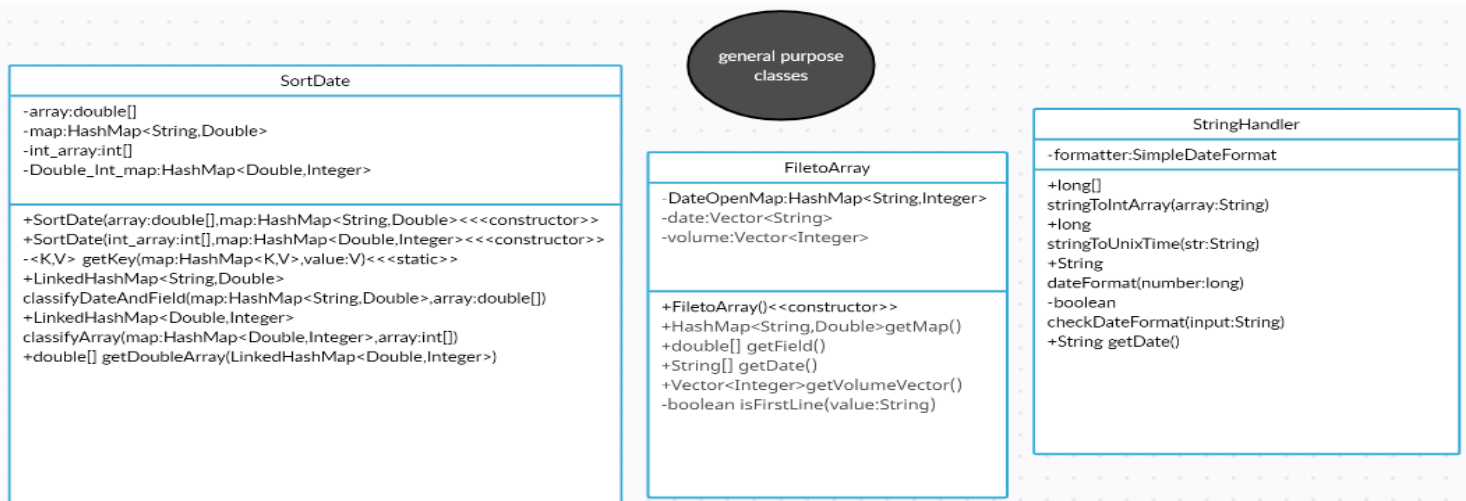 general purpose
classes
SortDate
-array:double[]
-map:HashMap<String,Double>
-int_array:int[]
-Double_Int_map:HashMap<Double,Integer>
+SortDate(array:double[],map:HashMap<String,Double><<<constructor>>
+SortDate(int_array:int[],map:HashMap<Double,Integer><<<constructor>>
-<K,V> getKey(map:HashMap<K,V>,value:V)<<static>>
+LinkedHashMap<String,Double>
classifyDateAndField(map:HashMap<String,Double>,array:double[])
+LinkedHashMap<Double,Integer>
classifyArray(map:HashMap<Double,Integer>,array:int[])
+double[] getDoubleArray(LinkedHashMap<Double,Integer>)
FiletoArray
-DateOpenMap:HashMap<String,Integer>
-date:Vector<String>
-volume:Vector<Integer>
+FiletoArray()<<constructor>>
+HashMap<String,Double>getMap()
+double[] getField()
+String[] getDate()
+Vector<Integer>getVolumeVector()
-boolean isFirstLine(value:String)
StringHandler
-formatter:SimpleDateFormat
+long[]
stringToIntArray(array:String)
+long
stringToUnixTime(str:String)
+String
dateFormat(number:long)
-boolean
checkDateFormat(input:String)
+String getDate()